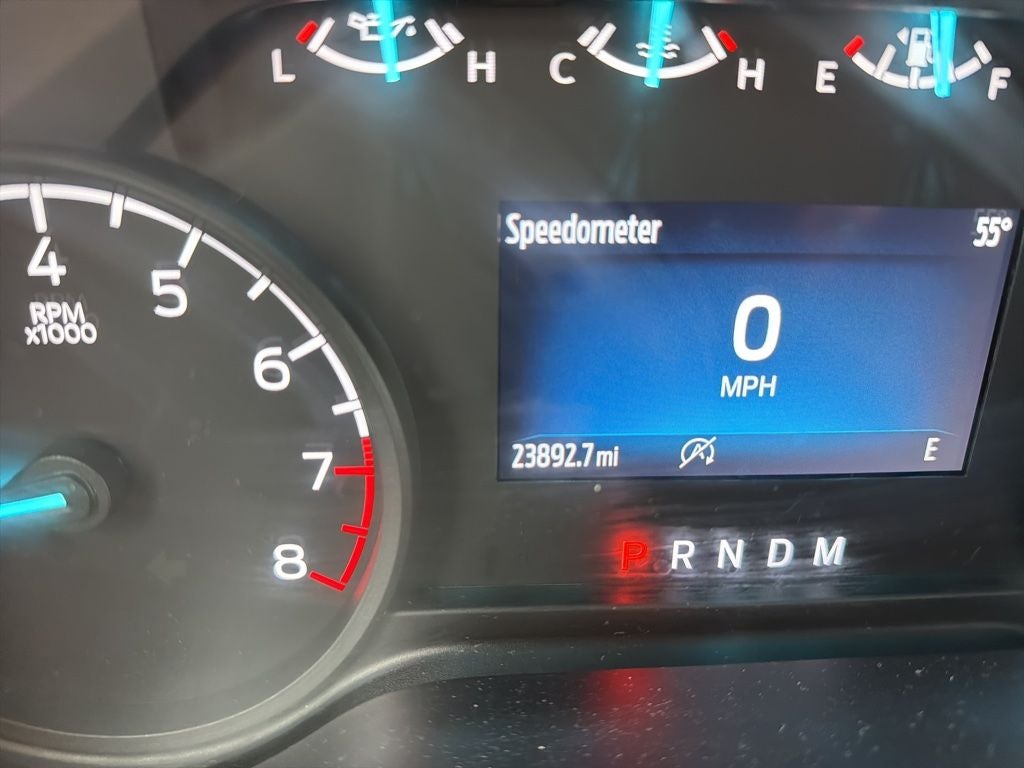 L H C H E F
Speedometer 55°
4
5
RPM
x1000
0
6
MPH
23892.7 mi E
7
8
P R N D M